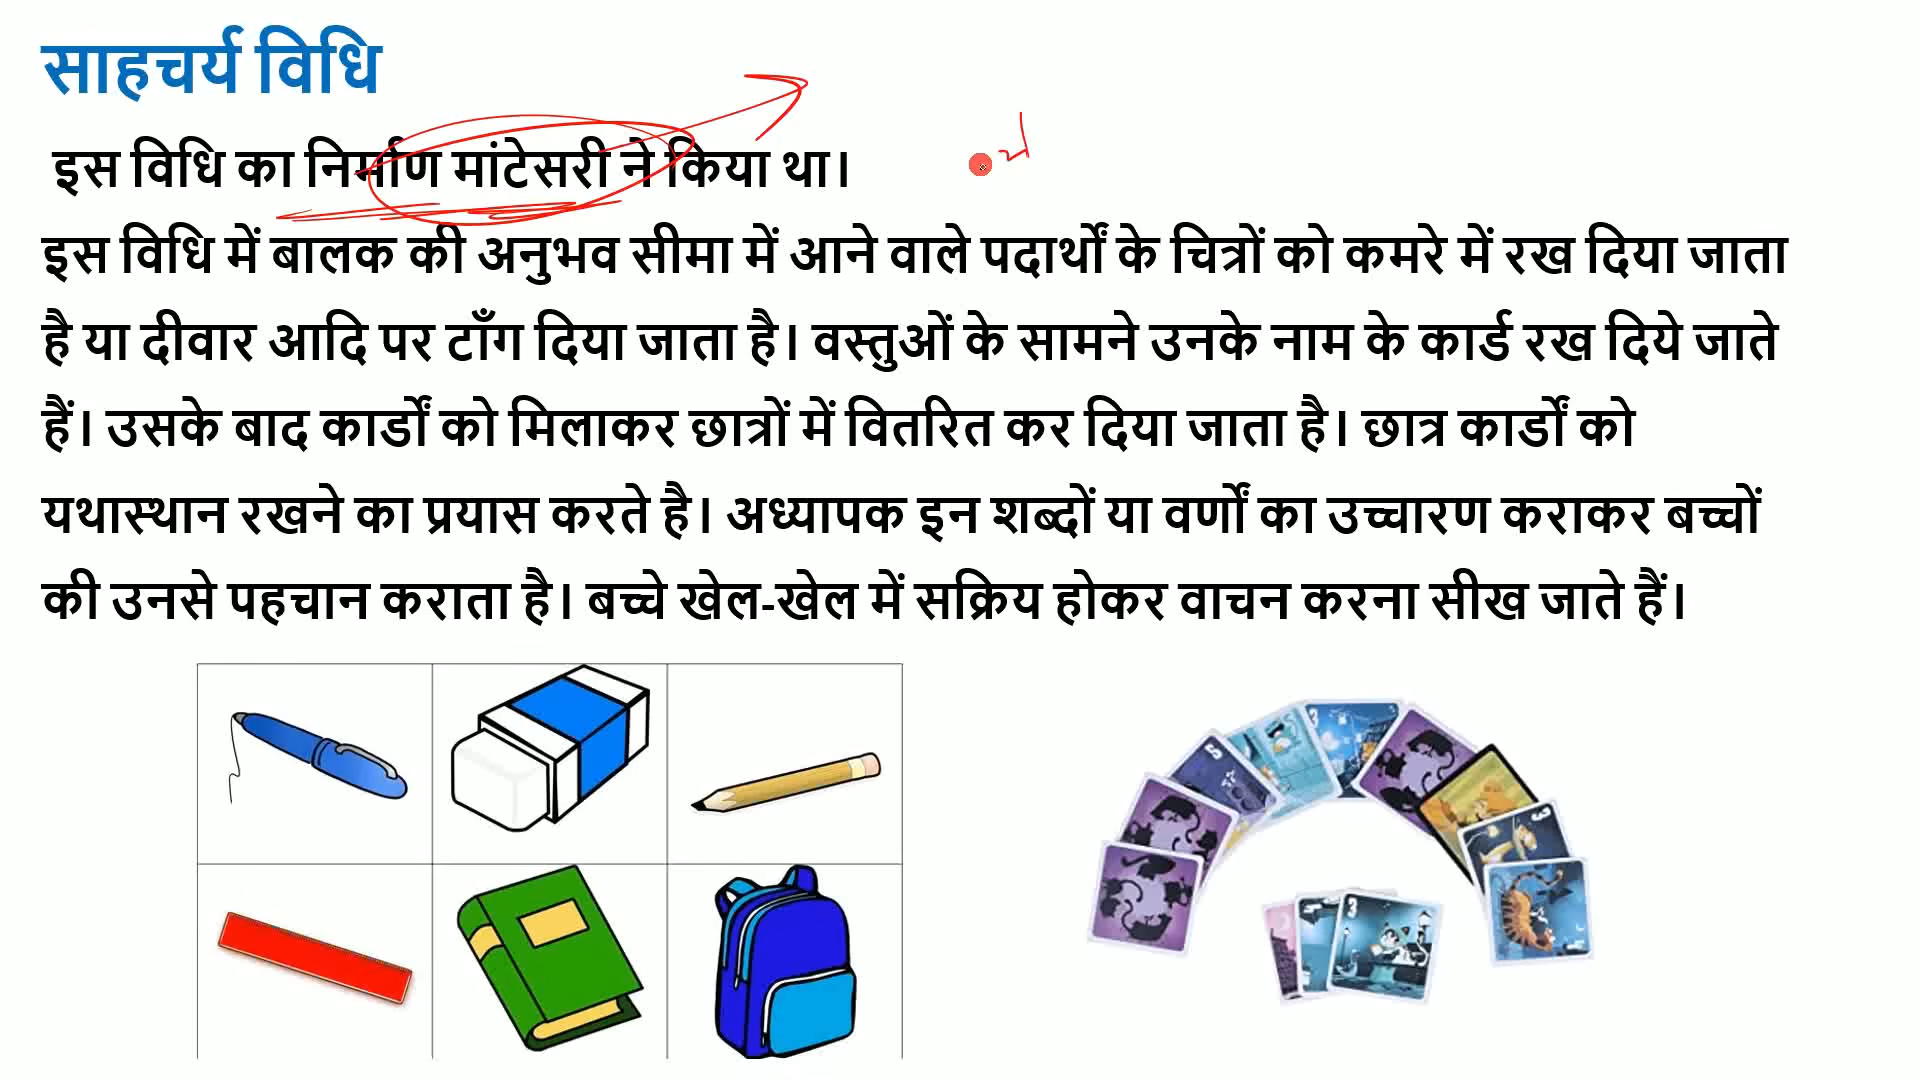 साहचर्य विधि
इस विधि का निर्माण मांटेसरी ने किया था।
इस विधि में बालक की अनुभव सीमा में आने वाले पदार्थों के चित्रों को कमरे में रख दिया जाता
है या दीवार आदि पर टाँग दिया जाता है। वस्तुओं के सामने उनके नाम के कार्ड रख दिये जाते
हैं। उसके बाद कार्डों को मिलाकर छात्रों में वितरित कर दिया जाता है। छात्र कार्डों को
यथास्थान रखने का प्रयास करते है। अध्यापक इन शब्दों या वर्णों का उच्चारण कराकर बच्चों
की उनसे पहचान कराता है। बच्चे खेल-खेल में सक्रिय होकर वाचन करना सीख जाते हैं।